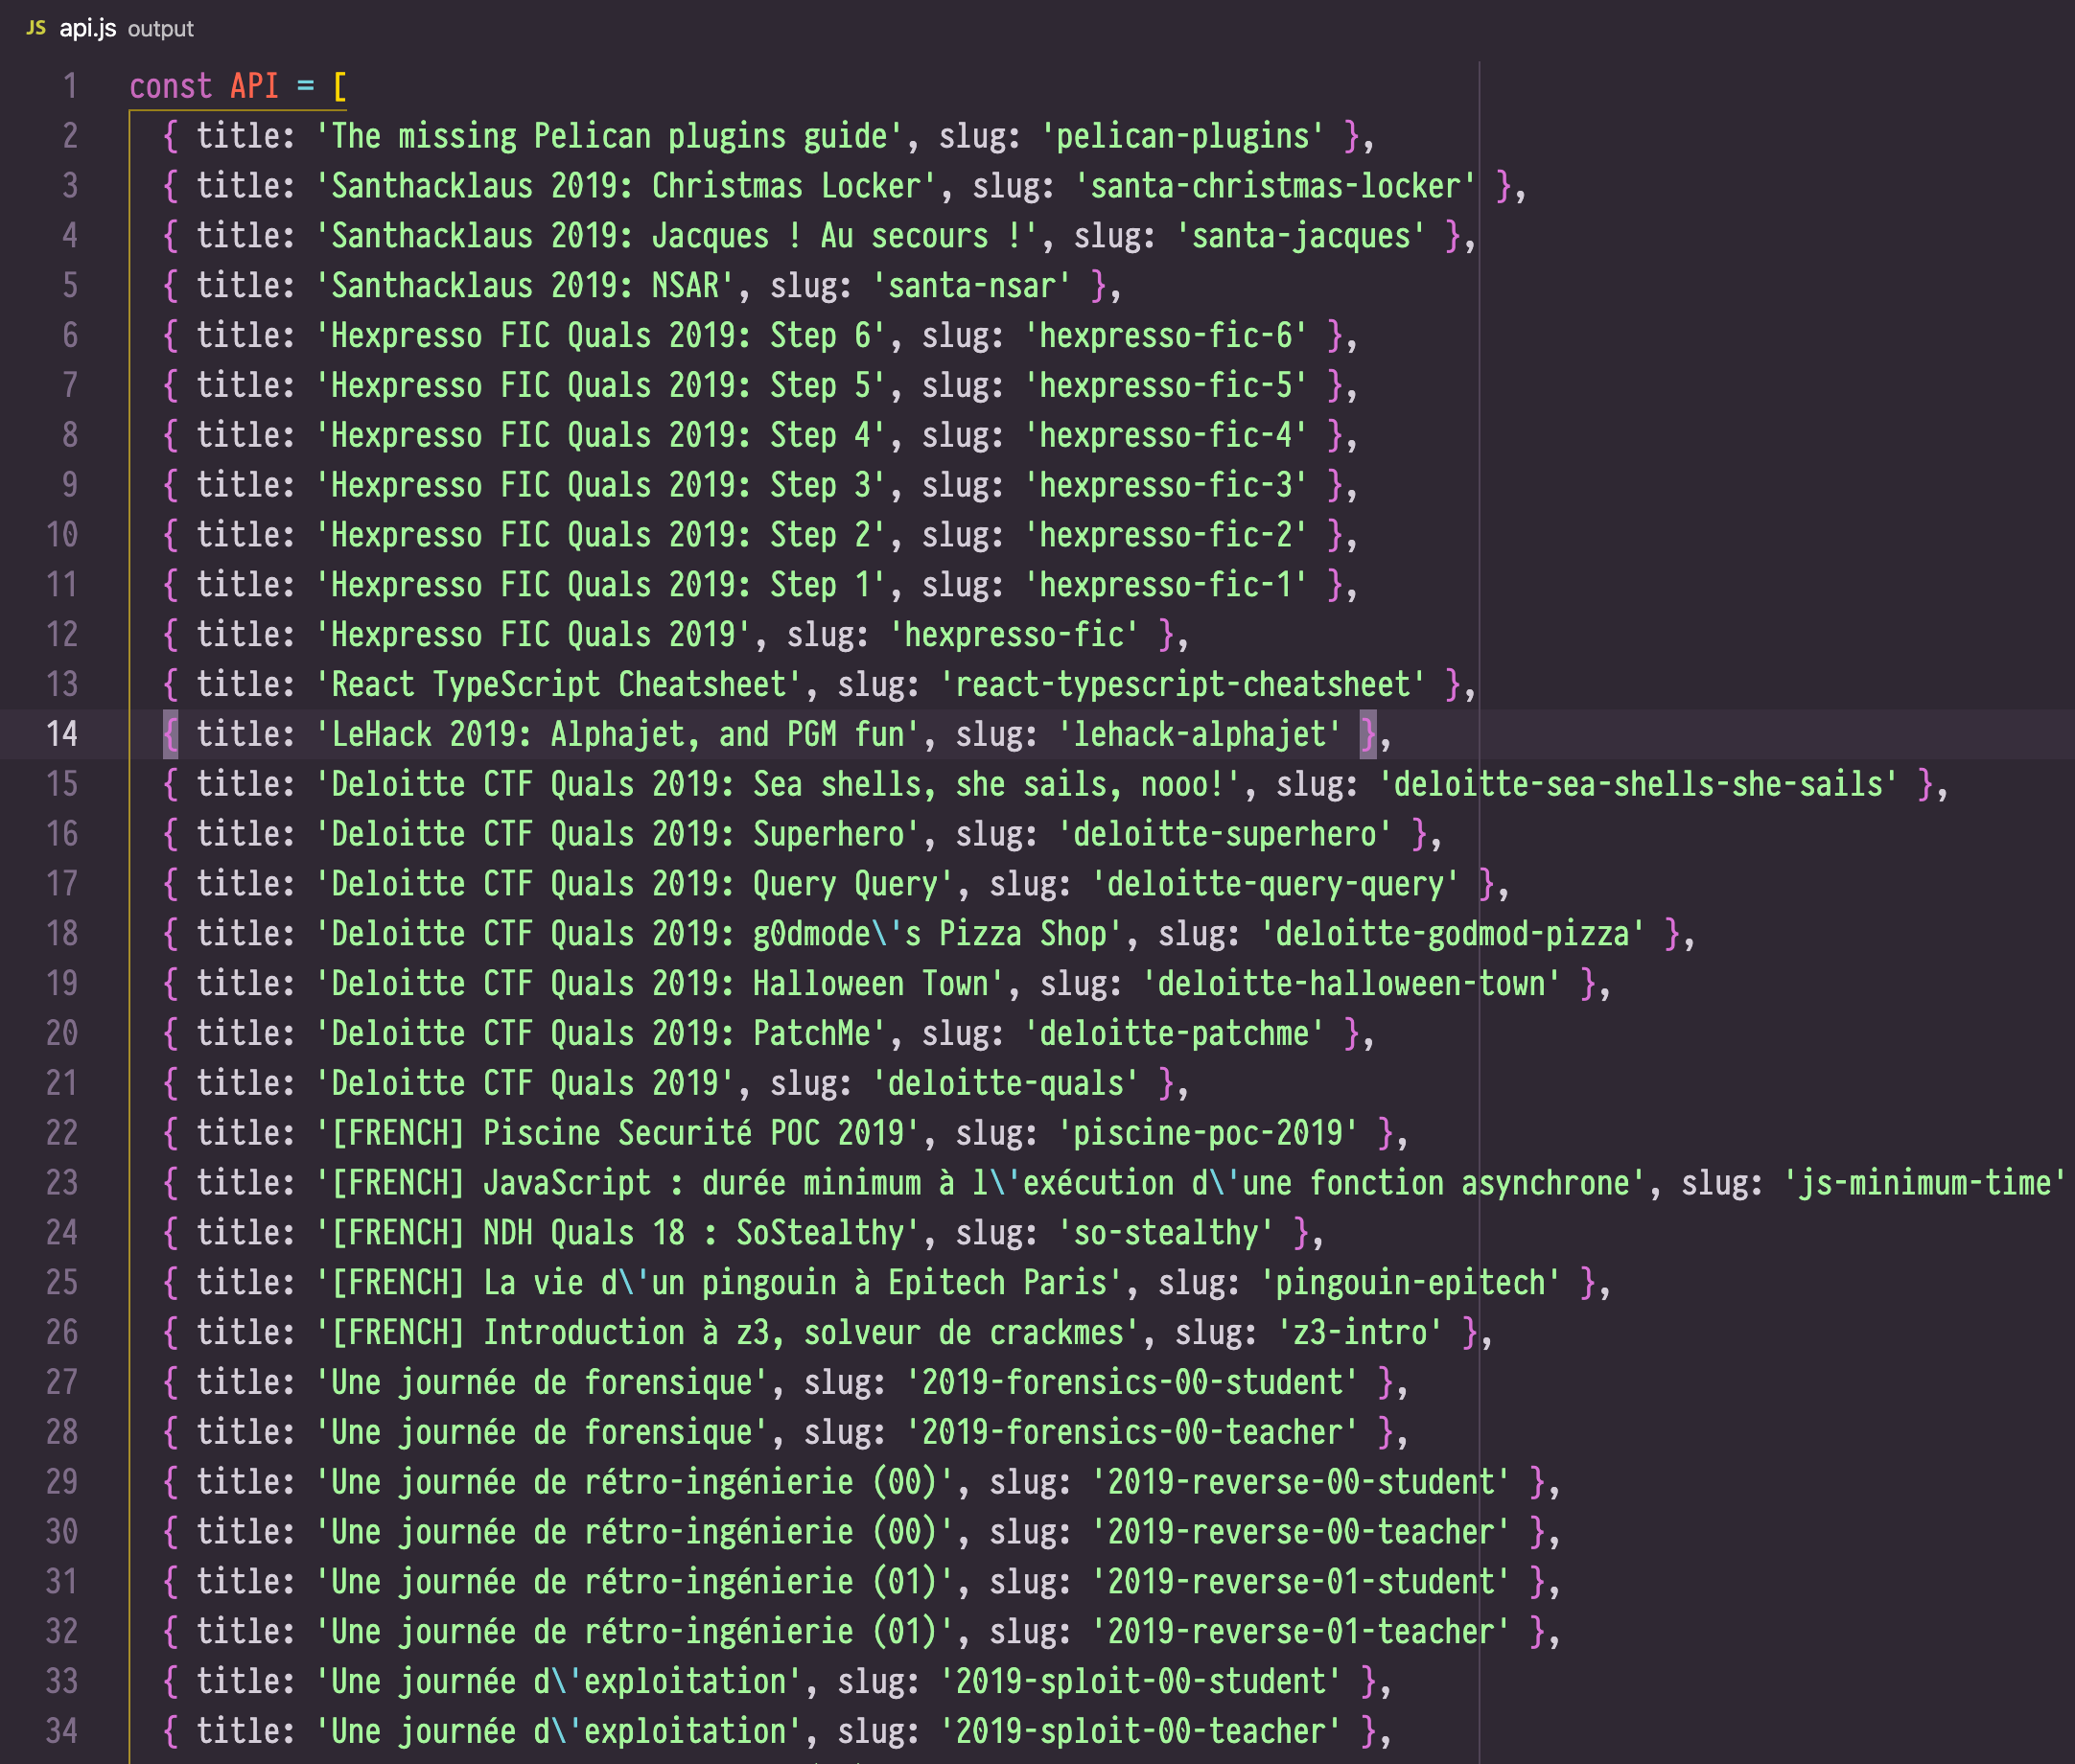 JS api.js output
1 const API = [
2 { title: 'The missing Pelican plugins guide', slug: 'pelican-plugins' },
3 { title: 'Santhacklaus 2019: Christmas Locker', slug: 'santa-christmas-locker' },
4 { title: 'Santhacklaus 2019: Jacques ! Au secours !', slug: 'santa-jacques' },
5 { title: 'Santhacklaus 2019: NSAR', slug: 'santa-nsar' },
6 { title: 'Hexpresso FIC Quals 2019: Step 6', slug: 'hexpresso-fic-6' },
7 { title: 'Hexpresso FIC Quals 2019: Step 5', slug: 'hexpresso-fic-5' },
8 { title: 'Hexpresso FIC Quals 2019: Step 4', slug: 'hexpresso-fic-4' },
9 { title: 'Hexpresso FIC Quals 2019: Step 3', slug: 'hexpresso-fic-3' },
10 { title: 'Hexpresso FIC Quals 2019: Step 2', slug: 'hexpresso-fic-2' },
11 { title: 'Hexpresso FIC Quals 2019: Step 1', slug: 'hexpresso-fic-1' },
12 { title: 'Hexpresso FIC Quals 2019', slug: 'hexpresso-fic' },
13 { title: 'React TypeScript Cheatsheet', slug: 'react-typescript-cheatsheet' },
14 { title: 'LeHack 2019: Alphajet, and PGM fun', slug: 'lehack-alphajet' },
15 { title: 'Deloitte CTF Quals 2019: Sea shells, she sails, nooo!', slug: 'deloitte-sea-shells-she-sails' },
16 { title: 'Deloitte CTF Quals 2019: Superhero', slug: 'deloitte-superhero' },
17 { title: 'Deloitte CTF Quals 2019: Query Query', slug: 'deloitte-query-query' },
18 { title: 'Deloitte CTF Quals 2019: g0dmode\'s Pizza Shop', slug: 'deloitte-godmod-pizza' },
19 { title: 'Deloitte CTF Quals 2019: Halloween Town', slug: 'deloitte-halloween-town' },
20 { title: 'Deloitte CTF Quals 2019: PatchMe', slug: 'deloitte-patchme' },
21 { title: 'Deloitte CTF Quals 2019', slug: 'deloitte-quals' },
22 { title: '[FRENCH] Piscine Securité POC 2019', slug: 'piscine-poc-2019' },
23 { title: '[FRENCH] JavaScript : durée minimum à l\'exécution d\'une fonction asynchrone', slug: 'js-minimum-time'
24 { title: '[FRENCH] NDH Quals 18 : SoStealthy', slug: 'so-stealthy' },
25 { title: '[FRENCH] La vie d\'un pingouin à Epitech Paris', slug: 'pingouin-epitech' },
26 { title: '[FRENCH] Introduction à z3, solveur de crackmes', slug: 'z3-intro' },
27 { title: 'Une journée de forensique', slug: '2019-forensics-00-student' },
28 { title: 'Une journée de forensique', slug: '2019-forensics-00-teacher' },
29 { title: 'Une journée de rétro-ingénierie (00)', slug: '2019-reverse-00-student' },
30 { title: 'Une journée de rétro-ingénierie (00)', slug: '2019-reverse-00-teacher' },
31 { title: 'Une journée de rétro-ingénierie (01)', slug: '2019-reverse-01-student' },
32 { title: 'Une journée de rétro-ingénierie (01)', slug: '2019-reverse-01-teacher' },
33 { title: 'Une journée d\'exploitation', slug: '2019-sploit-00-student' },
34 { title: 'Une journée d\'exploitation', slug: '2019-sploit-00-teacher' },